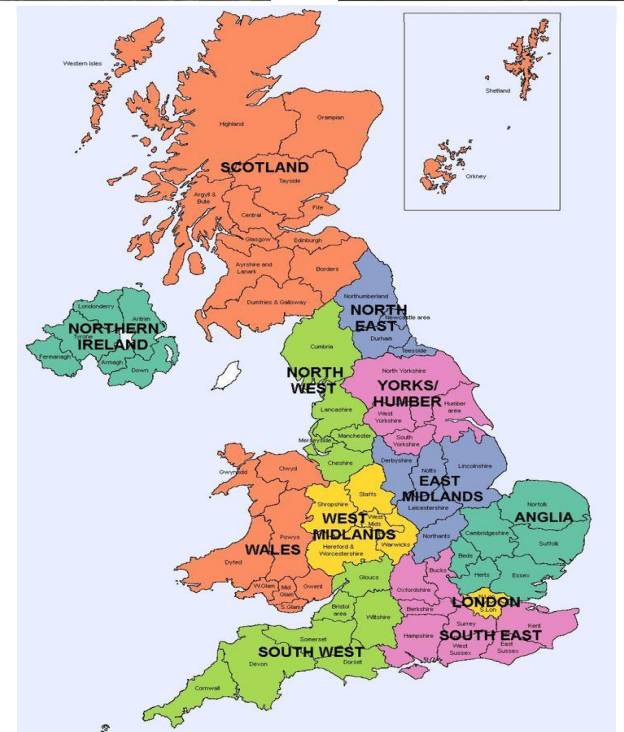 Western Isles
Shetland
Orkney
Highland
Grampian
SCOTLAND
Tayside
Argyll &
Bute
Central
Fife
Glasgow
Edinburgh
Ayrshire and
Lanark
Borders
Dumfries & Galloway
Northumberland
NORTH
EAST
Newcastle area
Durham
Teesside
Londonderry
Antrim
NORTHERN
IRELAND
Tyrone
Fermanagh
Armagh
Down
Cumbria
NORTH
WEST
Lancashire
Merseyside
Manchester
Cheshire
North Yorkshire
YORKS/
HUMBER
West
Yorkshire
Humber
area
South
Yorkshire
Derbyshire
Notts
Lincolnshire
EAST
MIDLANDS
Leicestershire
Northants
Gwynedd
Clwyd
Powys
WALES
Dyfed
W.Glam
Mid
Glam
S.Glam
Gwent
Shropshire
Staffs
WEST
MIDLANDS
West
Mids
Hereford &
Worcestershire
Warwicks
Norfolk
ANGLIA
Cambridgeshire
Suffolk
Beds
Herts
Essex
Gloucs
Bristol
area
Wiltshire
Somerset
SOUTH WEST
Devon
Dorset
Cornwall
Bucks
Oxfordshire
Berkshire
LONDON
S.Lon
Hampshire
Surrey
Kent
SOUTH EAST
West
Sussex
East
Sussex